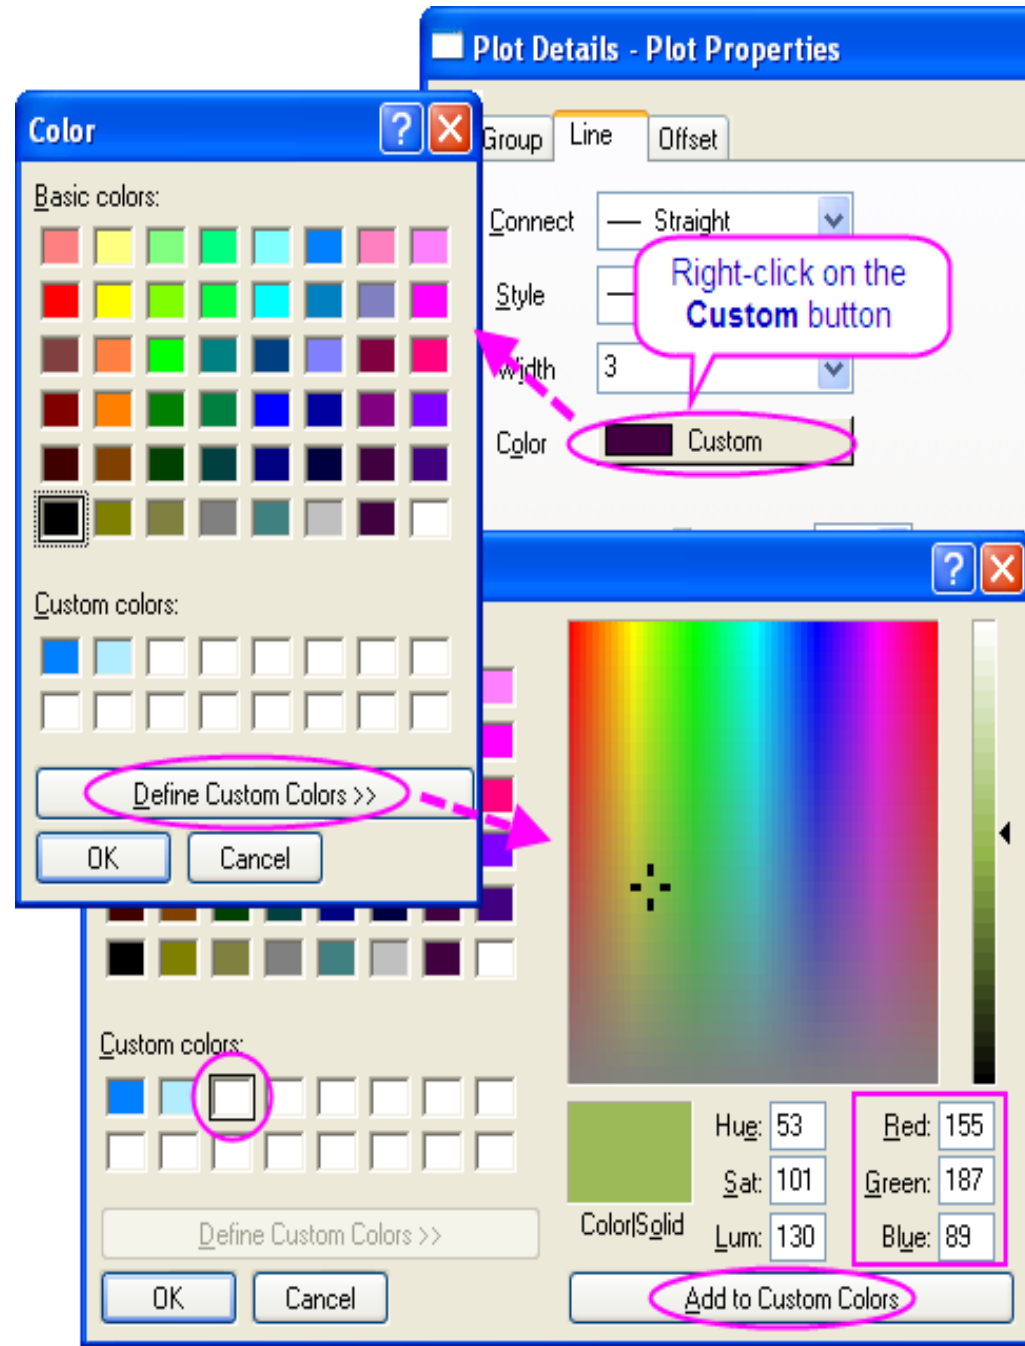 Plot Details - Plot Properties
Color
Group
Line
Offset
Basic colors:
Connect
Straight
Right-click on the
Custom button
Style
Width
3
Color
Custom
Custom colors:
Define Custom Colors >>
OK
Cancel
Custom colors:
Hue: 53
Red: 155
Sat: 101
Green: 187
Color|Solid
Lum: 130
Blue: 89
Define Custom Colors >>
OK
Cancel
Add to Custom Colors